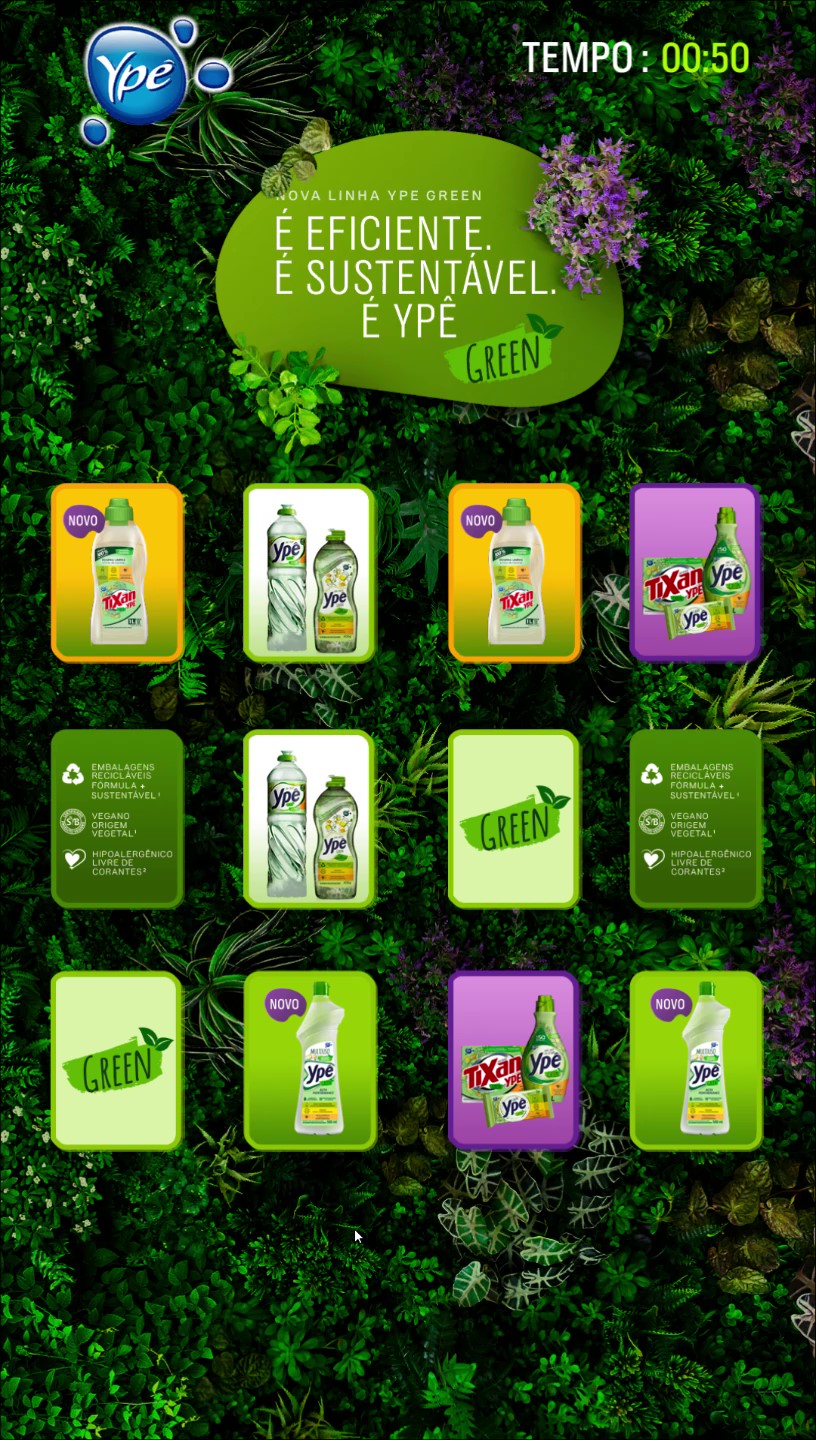 Ypê
TEMPO : 00:50
NOVA LINHA YPE GREEN
É EFICIENTE.
É SUSTENTÁVEL.
É YPÊ
GREEN
NOVO
TiXan
YPÊ
Ypê
Ypê
NOVO
TiXan
YPÊ
TiXan
YPÊ
Ypê
Ypê
EMBALAGENS
RECICLÁVEIS
FÓRMULA +
SUSTENTÁVEL¹
VEGANO
ORIGEM
VEGETAL¹
HIPOALERGÊNICO
LIVRE DE
CORANTES²
Ypê
Ypê
GREEN
EMBALAGENS
RECICLÁVEIS
FÓRMULA +
SUSTENTÁVEL¹
VEGANO
ORIGEM
VEGETAL¹
HIPOALERGÊNICO
LIVRE DE
CORANTES²
GREEN
NOVO
MULTIUSO
Ypê
TiXan
YPÊ
Ypê
Ypê
NOVO
MULTIUSO
Ypê